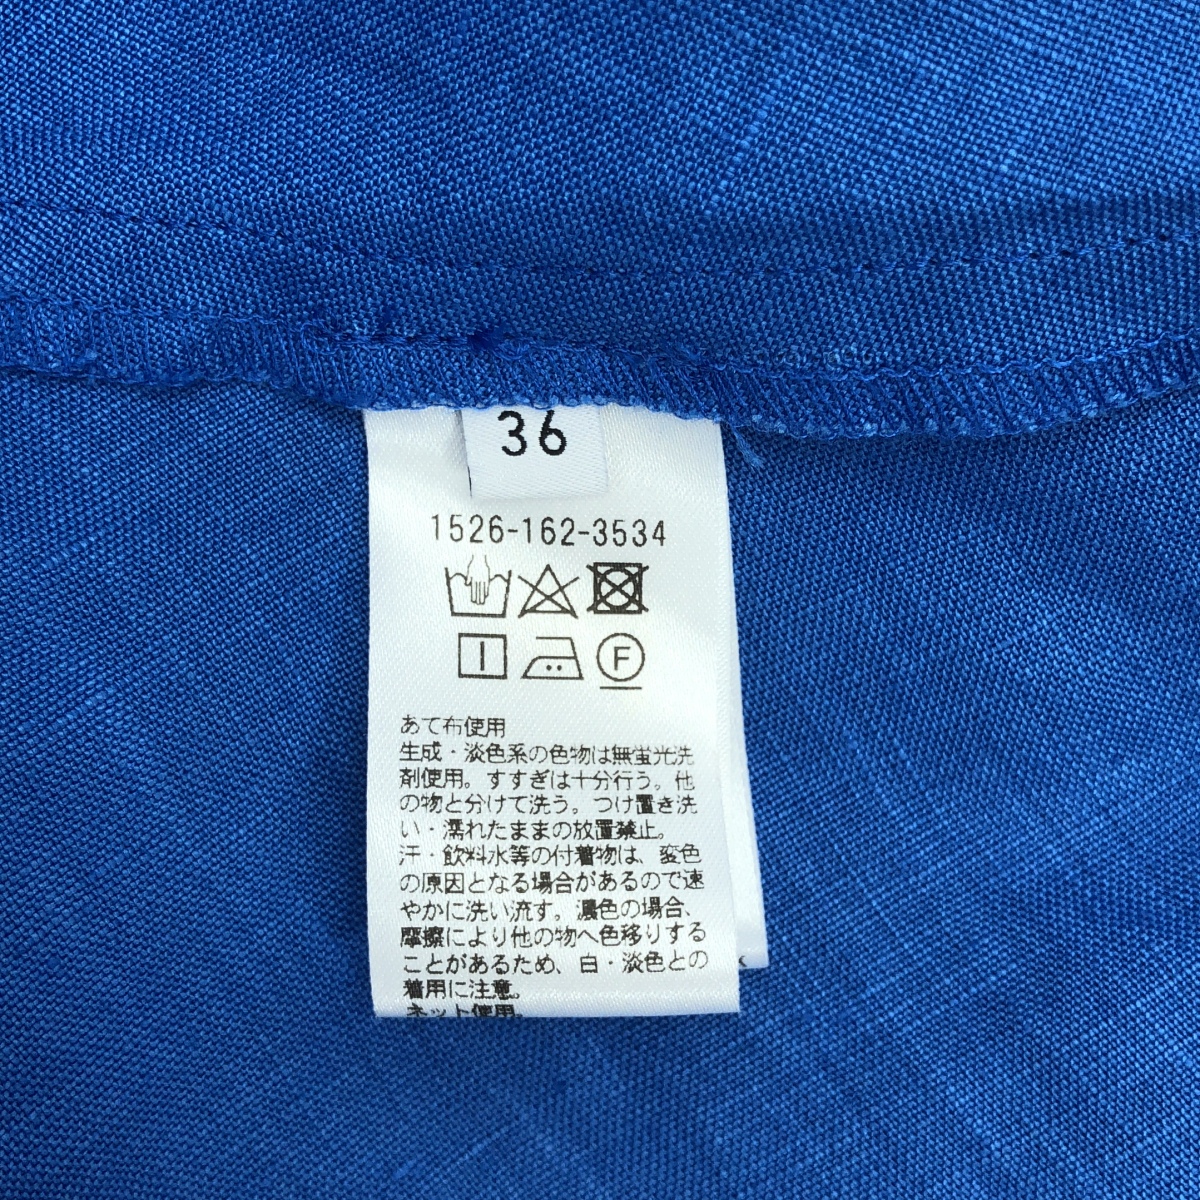 36
1526-162-3534
F
あて布使用
生成・淡色系の色物は無蛍光洗
剤使用。すすぎは十分行う。他
の物と分けて洗う。つけ置き洗
い・濡れたままの放置禁止。
汗・飲料水等の付着物は、変色
の原因となる場合があるので速
やかに洗い流す。濃色の場合、
摩擦により他の物へ色移りする
ことがあるため、白・淡色との
着用に注意。
ネット使用。